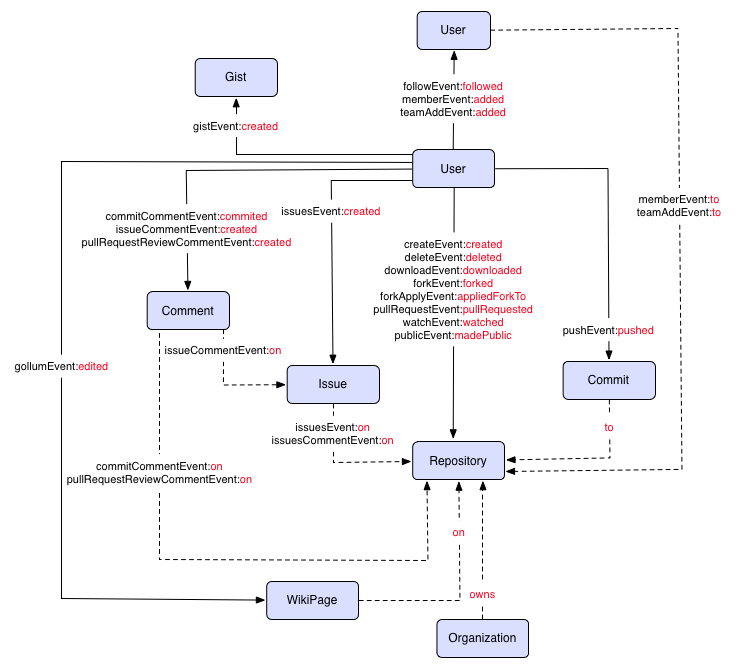 User
Gist
followEvent:followed
memberEvent:added
teamAddEvent:added
gistEvent:created
User
memberEvent:to
teamAddEvent:to
commitCommentEvent:commited
issueCommentEvent:created
pullRequestReviewCommentEvent:created
issuesEvent:created
createEvent:created
deleteEvent:deleted
downloadEvent:downloaded
forkEvent:forked
forkApplyEvent:appliedForkTo
pullRequestEvent:pullRequested
watchEvent:watched
publicEvent:madePublic
Comment
pushEvent:pushed
issueCommentEvent:on
gollumEvent:edited
Issue
Commit
issuesEvent:on
issuesCommentEvent:on
to
Repository
commitCommentEvent:on
pullRequestReviewCommentEvent:on
on
owns
WikiPage
Organization